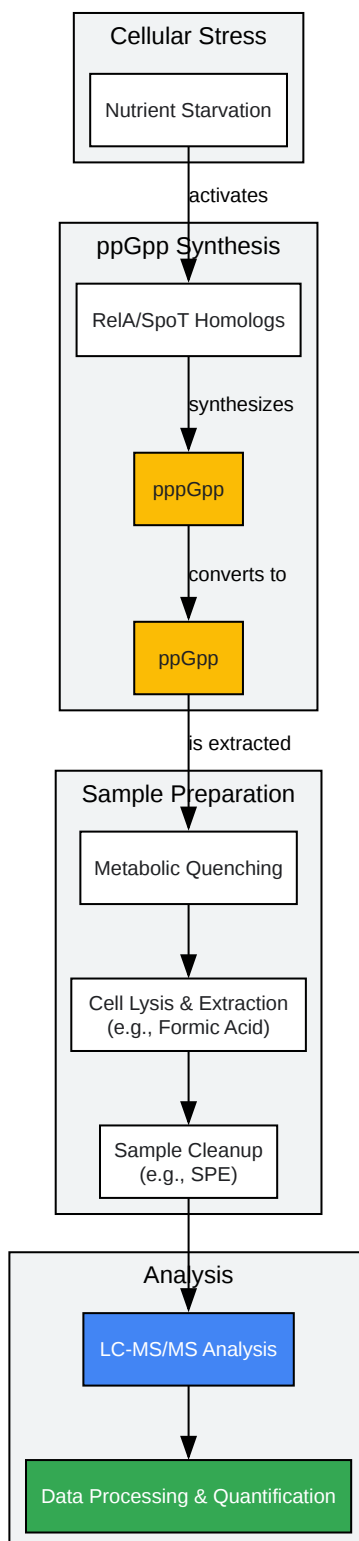 Cellular Stress
Nutrient Starvation
activates
ppGpp Synthesis
RelA/SpoT Homologs
synthesizes
pppGpp
converts to
ppGpp
is extracted
Sample Preparation
Metabolic Quenching
Cell Lysis & Extraction
(e.g., Formic Acid)
Sample Cleanup
(e.g., SPE)
Analysis
LC-MS/MS Analysis
Data Processing & Quantification